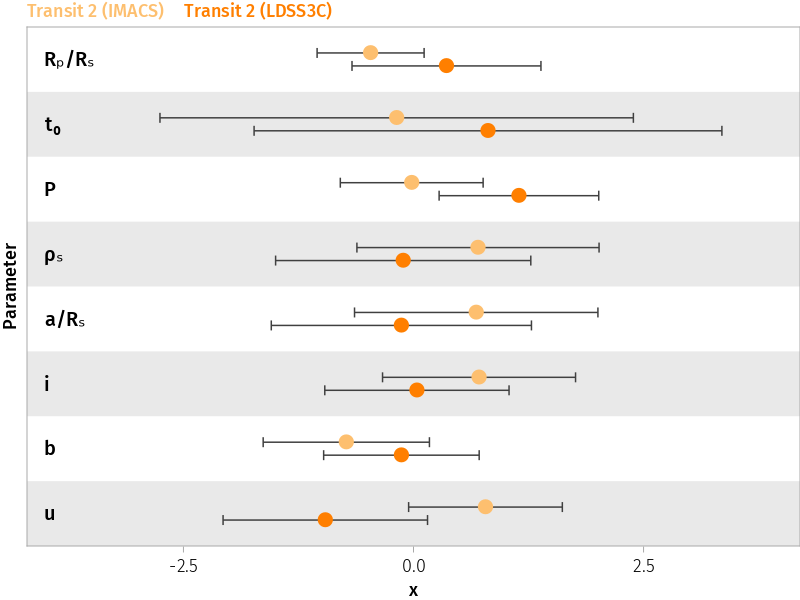 Transit 2 (IMACS) Transit 2 (LDSS3C)
Rₚ/Rₛ
t₀
P
ρₛ
a/Rₛ
i
b
u
Parameter
-2.5 0.0 2.5
x